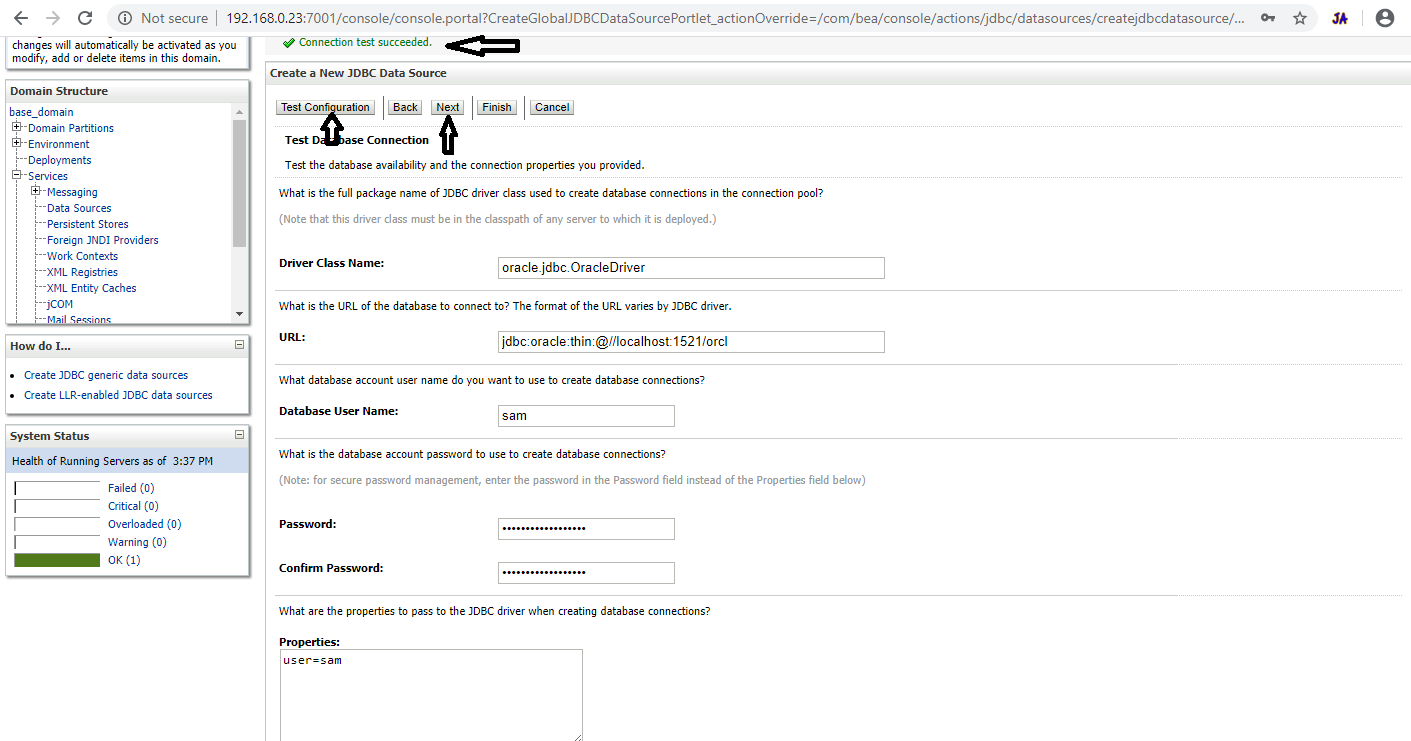 Not secure
192.168.0.23:7001/console/console.portal?CreateGlobalJDBCDataSourcePortlet_actionOverride=/com/bea/console/actions/jdbc/datasources/createjdbcdatasource/...
JA
changes will automatically be activated as you
modify, add or delete items in this domain.
Domain Structure
base_domain
Domain Partitions
Environment
Deployments
Services
Messaging
Data Sources
Persistent Stores
Foreign JNDI Providers
Work Contexts
XML Registries
XML Entity Caches
jCOM
Mail Sessions
How do I...
Create JDBC generic data sources
Create LLR-enabled JDBC data sources
System Status
Health of Running Servers as of 3:37 PM
Failed (0)
Critical (0)
Overloaded (0)
Warning (0)
OK (1)
Connection test succeeded.
Create a New JDBC Data Source
Test Configuration Back Next Finish Cancel
Test Database Connection
Test the database availability and the connection properties you provided.
What is the full package name of JDBC driver class used to create database connections in the connection pool?
(Note that this driver class must be in the classpath of any server to which it is deployed.)
Driver Class Name: oracle.jdbc.OracleDriver
What is the URL of the database to connect to? The format of the URL varies by JDBC driver.
URL: jdbc:oracle:thin:@//localhost:1521/orcl
What database account user name do you want to use to create database connections?
Database User Name: sam
What is the database account password to use to create database connections?
(Note: for secure password management, enter the password in the Password field instead of the Properties field below)
Password: ••••••••••••••••••
Confirm Password: ••••••••••••••••••
What are the properties to pass to the JDBC driver when creating database connections?
Properties:
user=sam